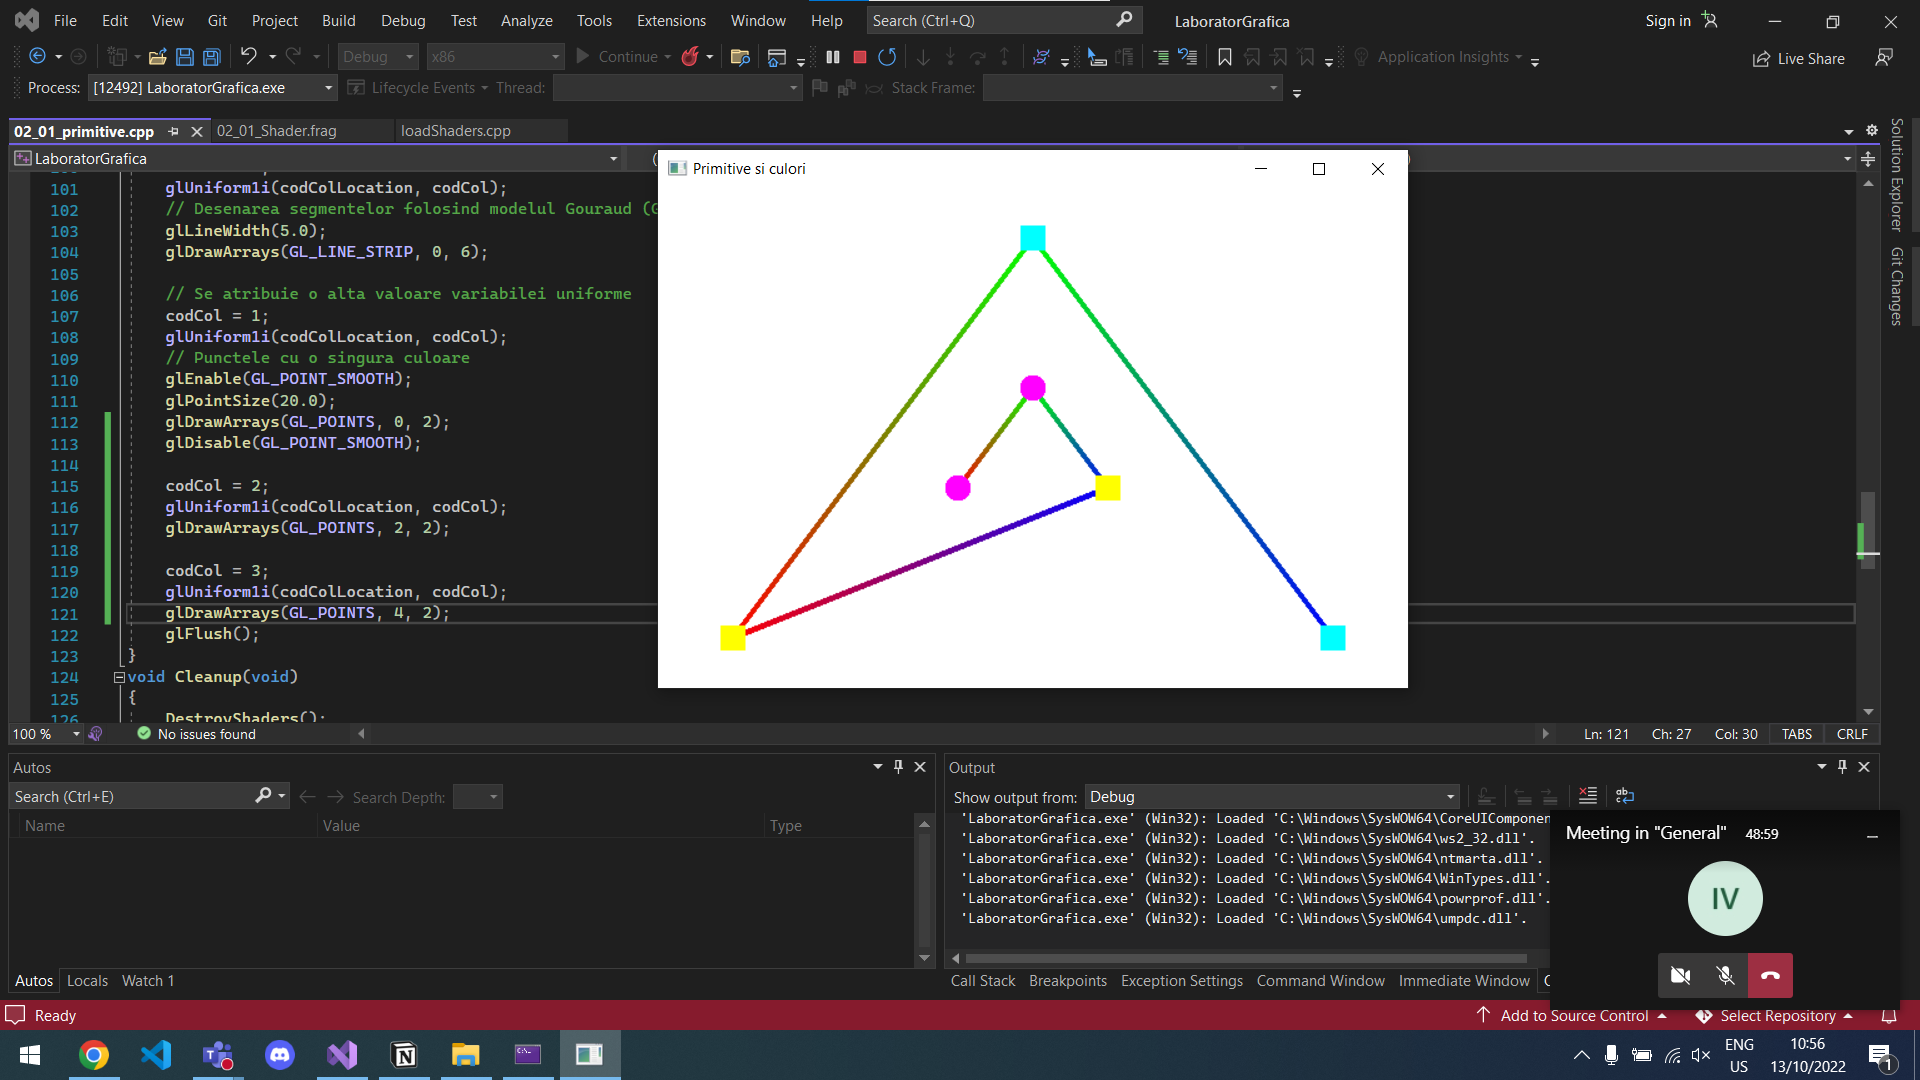 File Edit View Git Project Build Debug Test Analyze Tools Extensions Window Help Search (Ctrl+Q) LaboratorGrafica Sign in
Debug x86 Continue Application Insights Live Share
Process: [12492] LaboratorGrafica.exe Lifecycle Events Thread: Stack Frame:
02_01_primitive.cpp 02_01_Shader.frag loadShaders.cpp
LaboratorGrafica
Primitive si culori
Solution Explorer
Git Changes
101 glUniform1i(codColLocation, codCol);
102 // Desenarea segmentelor folosind modelul Gouraud (G
103 glLineWidth(5.0);
104 glDrawArrays(GL_LINE_STRIP, 0, 6);
105
106 // Se atribuie o alta valoare variabilei uniforme
107 codCol = 1;
108 glUniform1i(codColLocation, codCol);
109 // Punctele cu o singura culoare
110 glEnable(GL_POINT_SMOOTH);
111 glPointSize(20.0);
112 glDrawArrays(GL_POINTS, 0, 2);
113 glDisable(GL_POINT_SMOOTH);
114
115 codCol = 2;
116 glUniform1i(codColLocation, codCol);
117 glDrawArrays(GL_POINTS, 2, 2);
118
119 codCol = 3;
120 glUniform1i(codColLocation, codCol);
121 glDrawArrays(GL_POINTS, 4, 2);
122 glFlush();
123 }
124 void Cleanup(void)
125 {
126 DestroyShaders();
100 % No issues found Ln: 121 Ch: 27 Col: 30 TABS CRLF
Autos
Search (Ctrl+E) Search Depth:
Name Value Type
Autos Locals Watch 1
Output
Show output from: Debug
'LaboratorGrafica.exe' (Win32): Loaded 'C:\Windows\SysWOW64\CoreUIComponen
'LaboratorGrafica.exe' (Win32): Loaded 'C:\Windows\SysWOW64\ws2_32.dll'.
'LaboratorGrafica.exe' (Win32): Loaded 'C:\Windows\SysWOW64\ntmarta.dll'.
'LaboratorGrafica.exe' (Win32): Loaded 'C:\Windows\SysWOW64\WinTypes.dll'.
'LaboratorGrafica.exe' (Win32): Loaded 'C:\Windows\SysWOW64\powrprof.dll'.
'LaboratorGrafica.exe' (Win32): Loaded 'C:\Windows\SysWOW64\umpdc.dll'.
Call Stack Breakpoints Exception Settings Command Window Immediate Window
Meeting in "General" 48:59
IV
Ready Add to Source Control Select Repository
ENG
US
10:56
13/10/2022
1